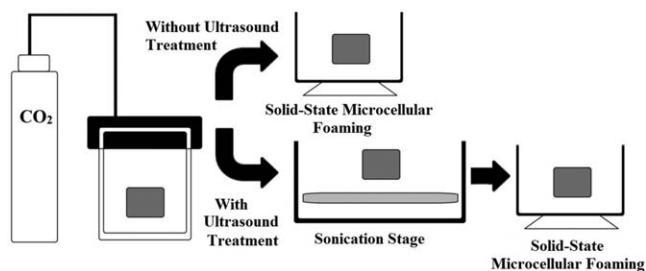 CO₂
Without Ultrasound
Treatment
Solid-State Microcellular
Foaming
With
Ultrasound
Treatment
Sonication Stage
Solid-State
Microcellular Foaming